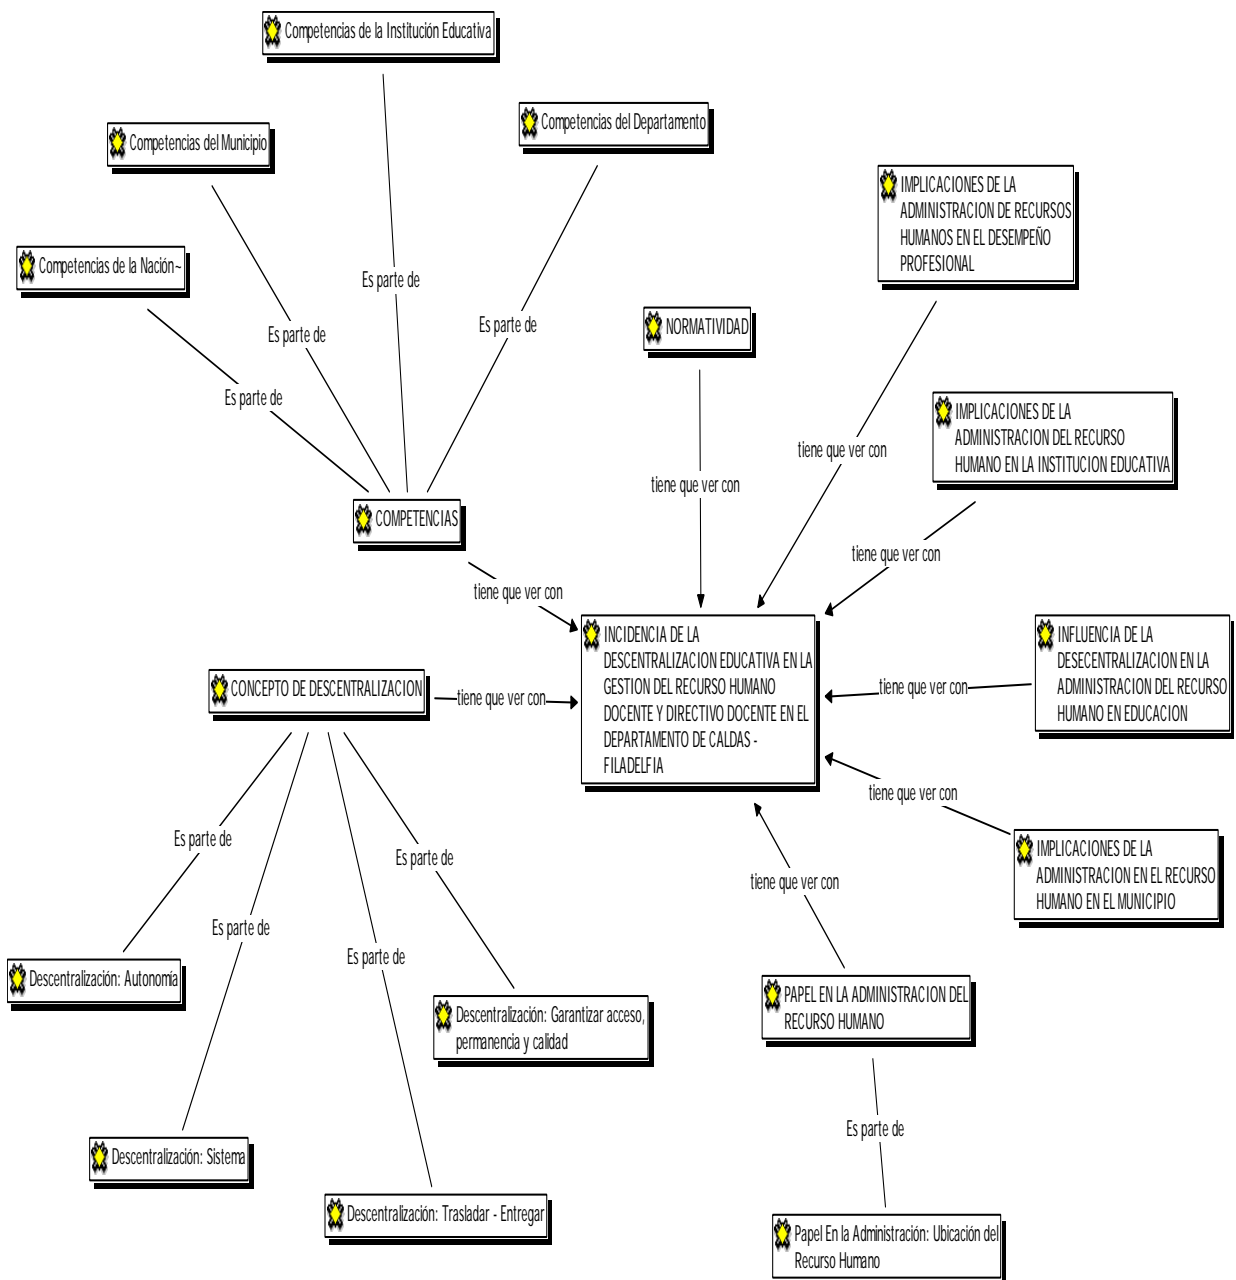 Competencias de la Institución Educativa
Competencias del Departamento
Competencias del Municipio
IMPLICACIONES DE LA
ADMINISTRACION DE RECURSOS
HUMANOS EN EL DESEMPEÑO
PROFESIONAL
Competencias de la Nación~
Es parte de
Es parte de
Es parte de
NORMATIVIDAD
Es parte de
IMPLICACIONES DE LA
ADMINISTRACION DEL RECURSO
HUMANO EN LA INSTITUCION EDUCATIVA
tiene que ver con
tiene que ver con
COMPETENCIAS
tiene que ver con
tiene que ver con
INCIDENCIA DE LA
DESCENTRALIZACION EDUCATIVA EN LA
GESTION DEL RECURSO HUMANO
DOCENTE Y DIRECTIVO DOCENTE EN EL
DEPARTAMENTO DE CALDAS -
FILADELFIA
INFLUENCIA DE LA
DESECENTRALIZACION EN LA
ADMINISTRACION DEL RECURSO
HUMANO EN EDUCACION
CONCEPTO DE DESCENTRALIZACION
tiene que ver con
tiene que ver con
tiene que ver con
IMPLICACIONES DE LA
ADMINISTRACION EN EL RECURSO
HUMANO EN EL MUNICIPIO
Es parte de
Es parte de
tiene que ver con
Es parte de
Es parte de
Descentralización: Autonomía
PAPEL EN LA ADMINISTRACION DEL
RECURSO HUMANO
Descentralización: Garantizar acceso,
permanencia y calidad
Es parte de
Descentralización: Sistema
Descentralización: Trasladar - Entregar
Papel En la Administración: Ubicación del
Recurso Humano